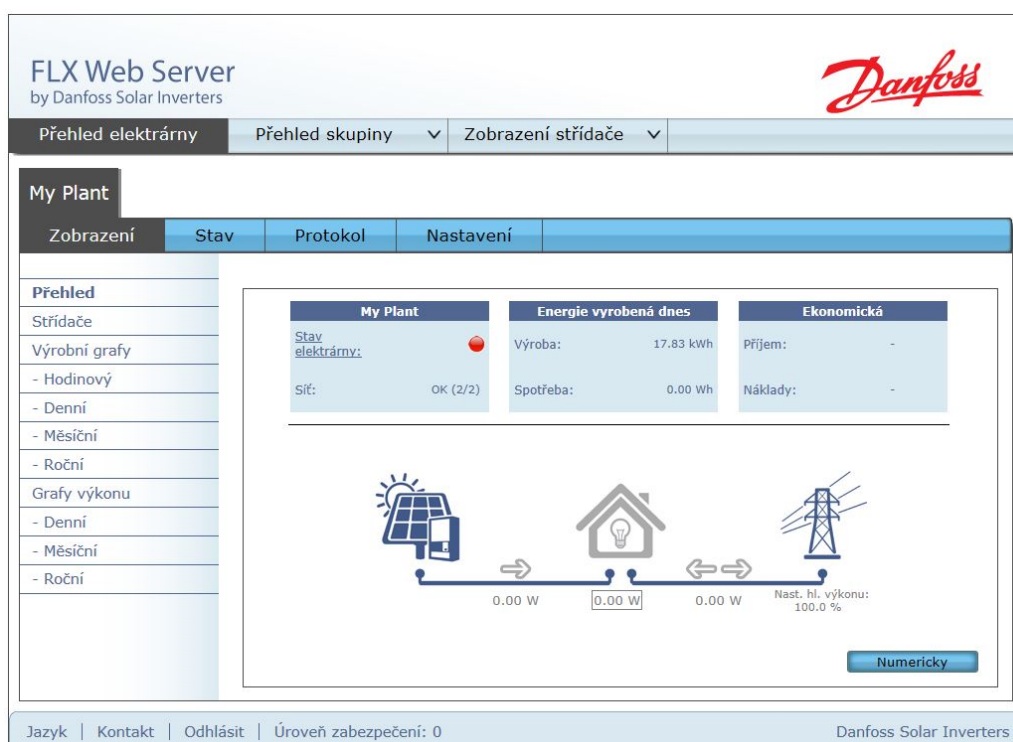 FLX Web Server
by Danfoss Solar Inverters
Danfoss
Přehled elektrárny
Přehled skupiny
Zobrazení střídače
My Plant
Zobrazení
Stav
Protokol
Nastavení
Přehled
Střídače
Výrobní grafy
- Hodinový
- Denní
- Měsíční
- Roční
Grafy výkonu
- Denní
- Měsíční
- Roční
My Plant
Stav
elektrárny:
Síť: OK (2/2)
Energie vyrobená dnes
Výroba: 17.83 kWh
Spotřeba: 0.00 Wh
Ekonomická
Příjem: -
Náklady: -
0.00 W
0.00 W
0.00 W
Nast. hl. výkonu:
100.0 %
Numericky
Jazyk | Kontakt | Odhlásit | Úroveň zabezpečení: 0
Danfoss Solar Inverters